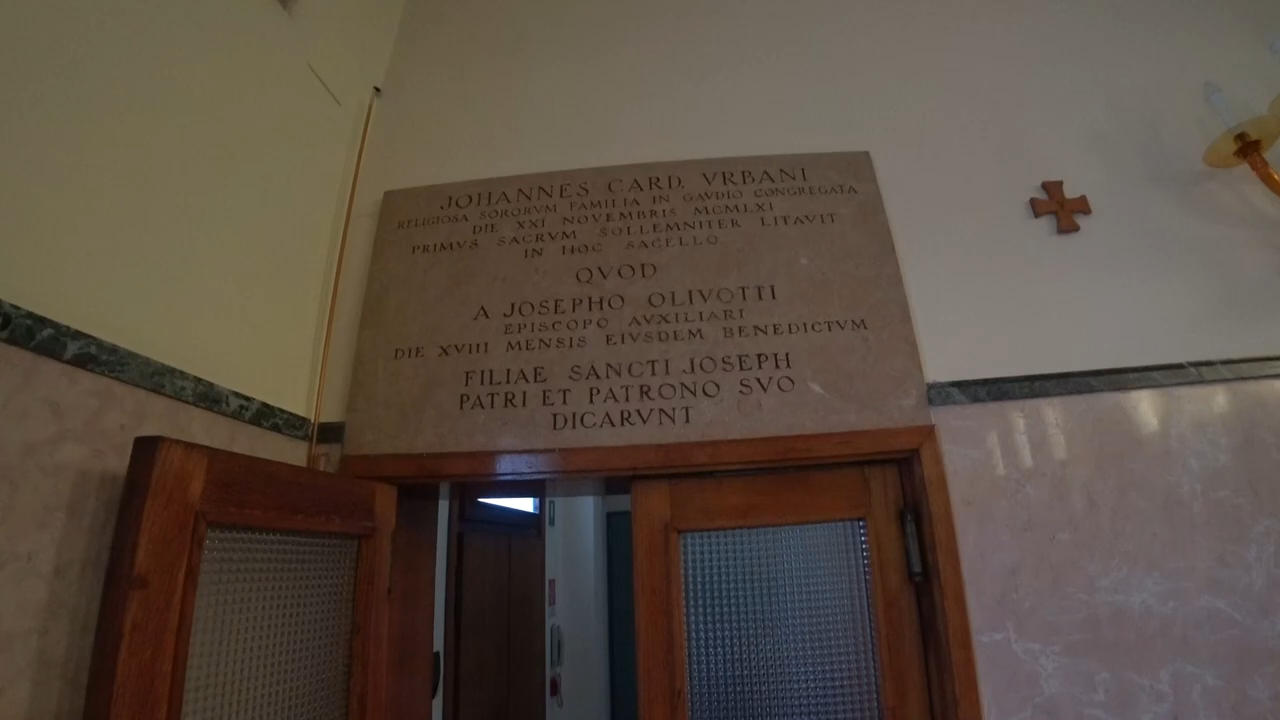 JOHANNES CARD. VRBANI
RELIGIOSA SORORVM FAMILIA IN GAVDIO CONGREGATA
DIE XXI NOVEMBRIS MCMLXI
PRIMVS SACRVM SOLLEMNITER LITAVIT
IN HOC SACELLO
QVOD
A JOSEPHO OLIVOTTI
EPISCOPO AVXILIARI
DIE XVIII MENSIS EIVSDEM BENEDICTVM
FILIAE SANCTI JOSEPH
PATRI ET PATRONO SVO
DICARVNT